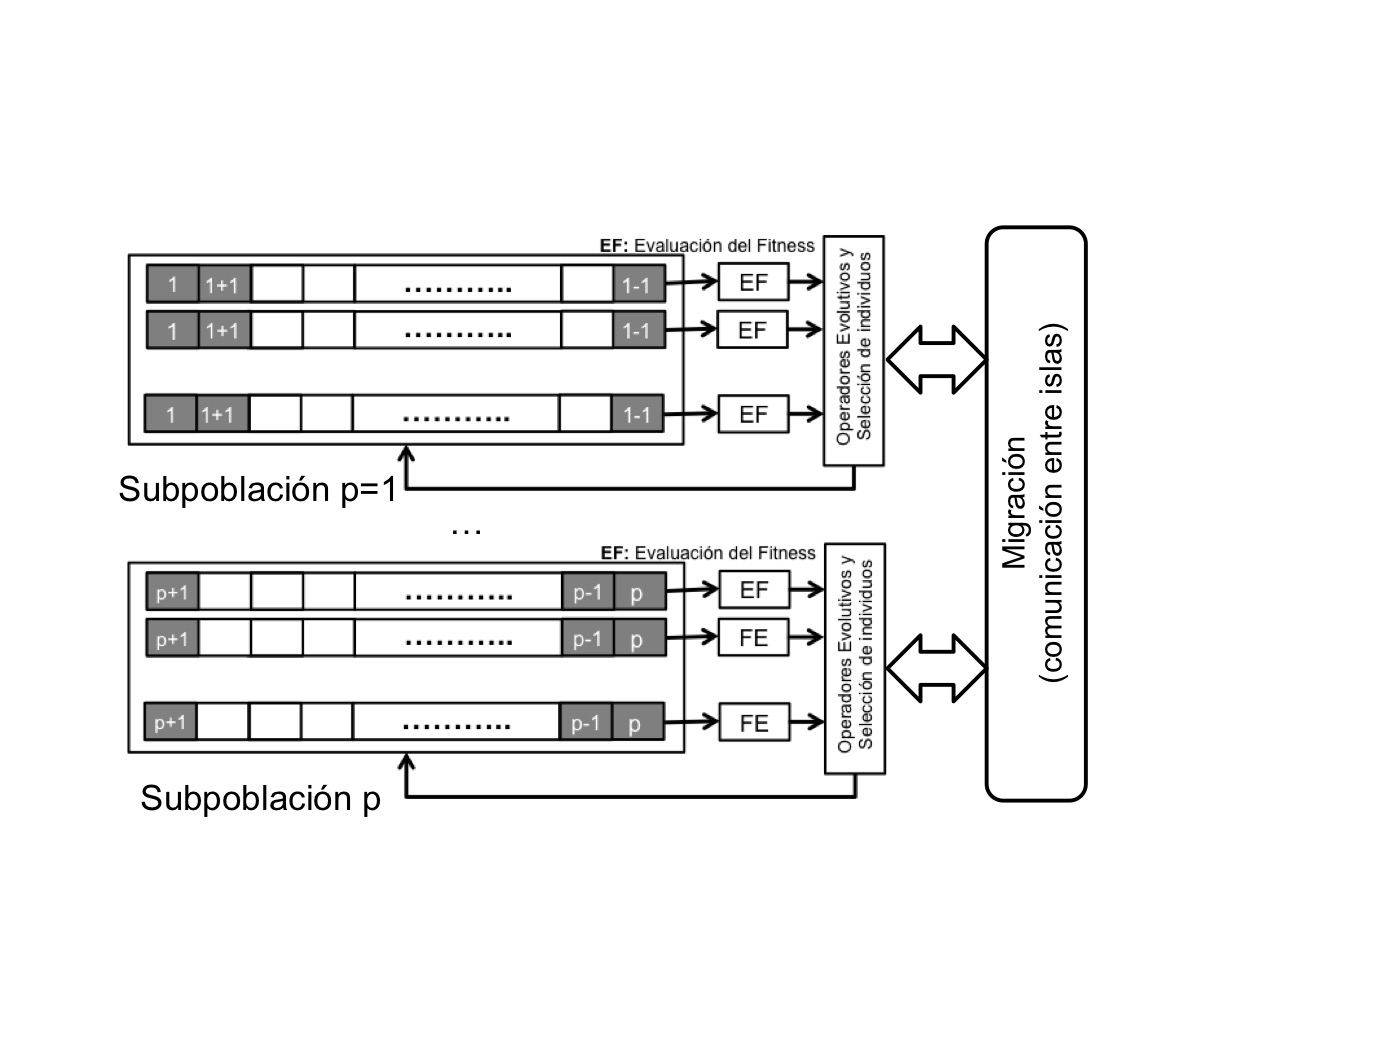 EF: Evaluación del Fitness
1 1+1 ........... 1-1 EF
1 1+1 ........... 1-1 EF
1 1+1 ........... 1-1 EF
Operadores Evolutivos y
Selección de individuos
Subpoblación p=1
...
EF: Evaluación del Fitness
p+1 ........... p-1 p EF
p+1 ........... p-1 p FE
p+1 ........... p-1 p FE
Operadores Evolutivos y
Selección de individuos
Subpoblación p
Migración
(comunicación entre islas)